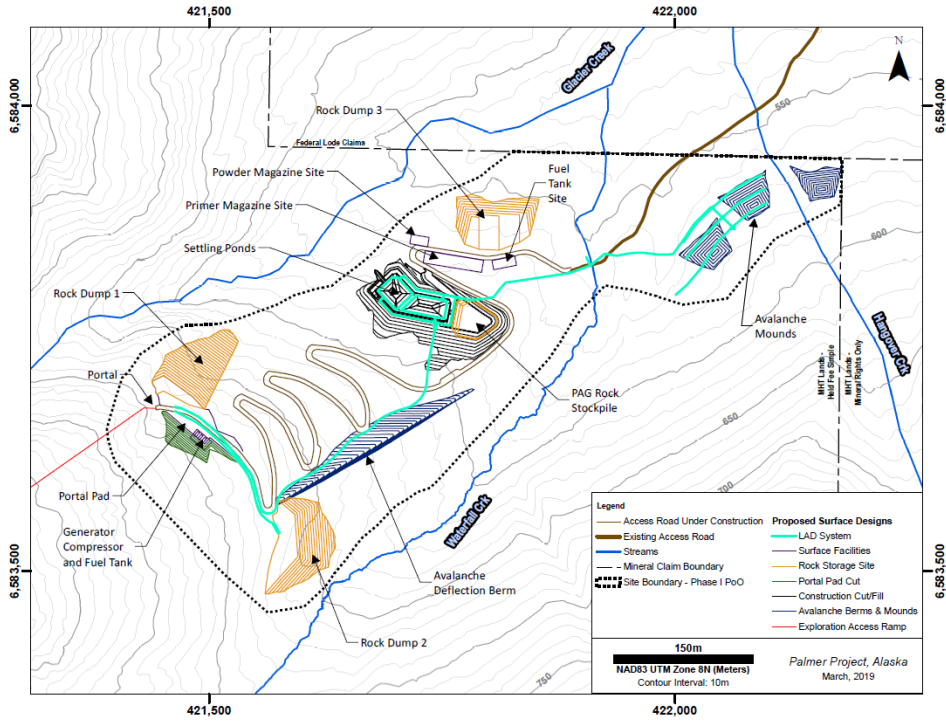 421,500
422,000
N
6,584,000
6,584,000
Glacier Creek
550
Rock Dump 3
Federal Lode Claims
Powder Magazine Site
Fuel
Tank
Site
Primer Magazine Site
600
Settling Ponds
Rock Dump 1
Avalanche
Mounds
Hangover Crk
MHT Lands -
Held Fee Simple
MHT Lands -
Mineral Rights Only
Portal
PAG Rock
Stockpile
650
Portal Pad
700
Waterfall Crk
Generator
Compressor
and Fuel Tank
Avalanche
Deflection Berm
Rock Dump 2
750
6,583,500
6,583,500
Legend
Access Road Under Construction
Existing Access Road
Streams
Mineral Claim Boundary
Site Boundary - Phase I PoO
Proposed Surface Designs
LAD System
Surface Facilities
Rock Storage Site
Portal Pad Cut
Construction Cut/Fill
Avalanche Berms & Mounds
Exploration Access Ramp
150m
NAD83 UTM Zone 8N (Meters)
Contour Interval: 10m
Palmer Project, Alaska
March, 2019
421,500
422,000